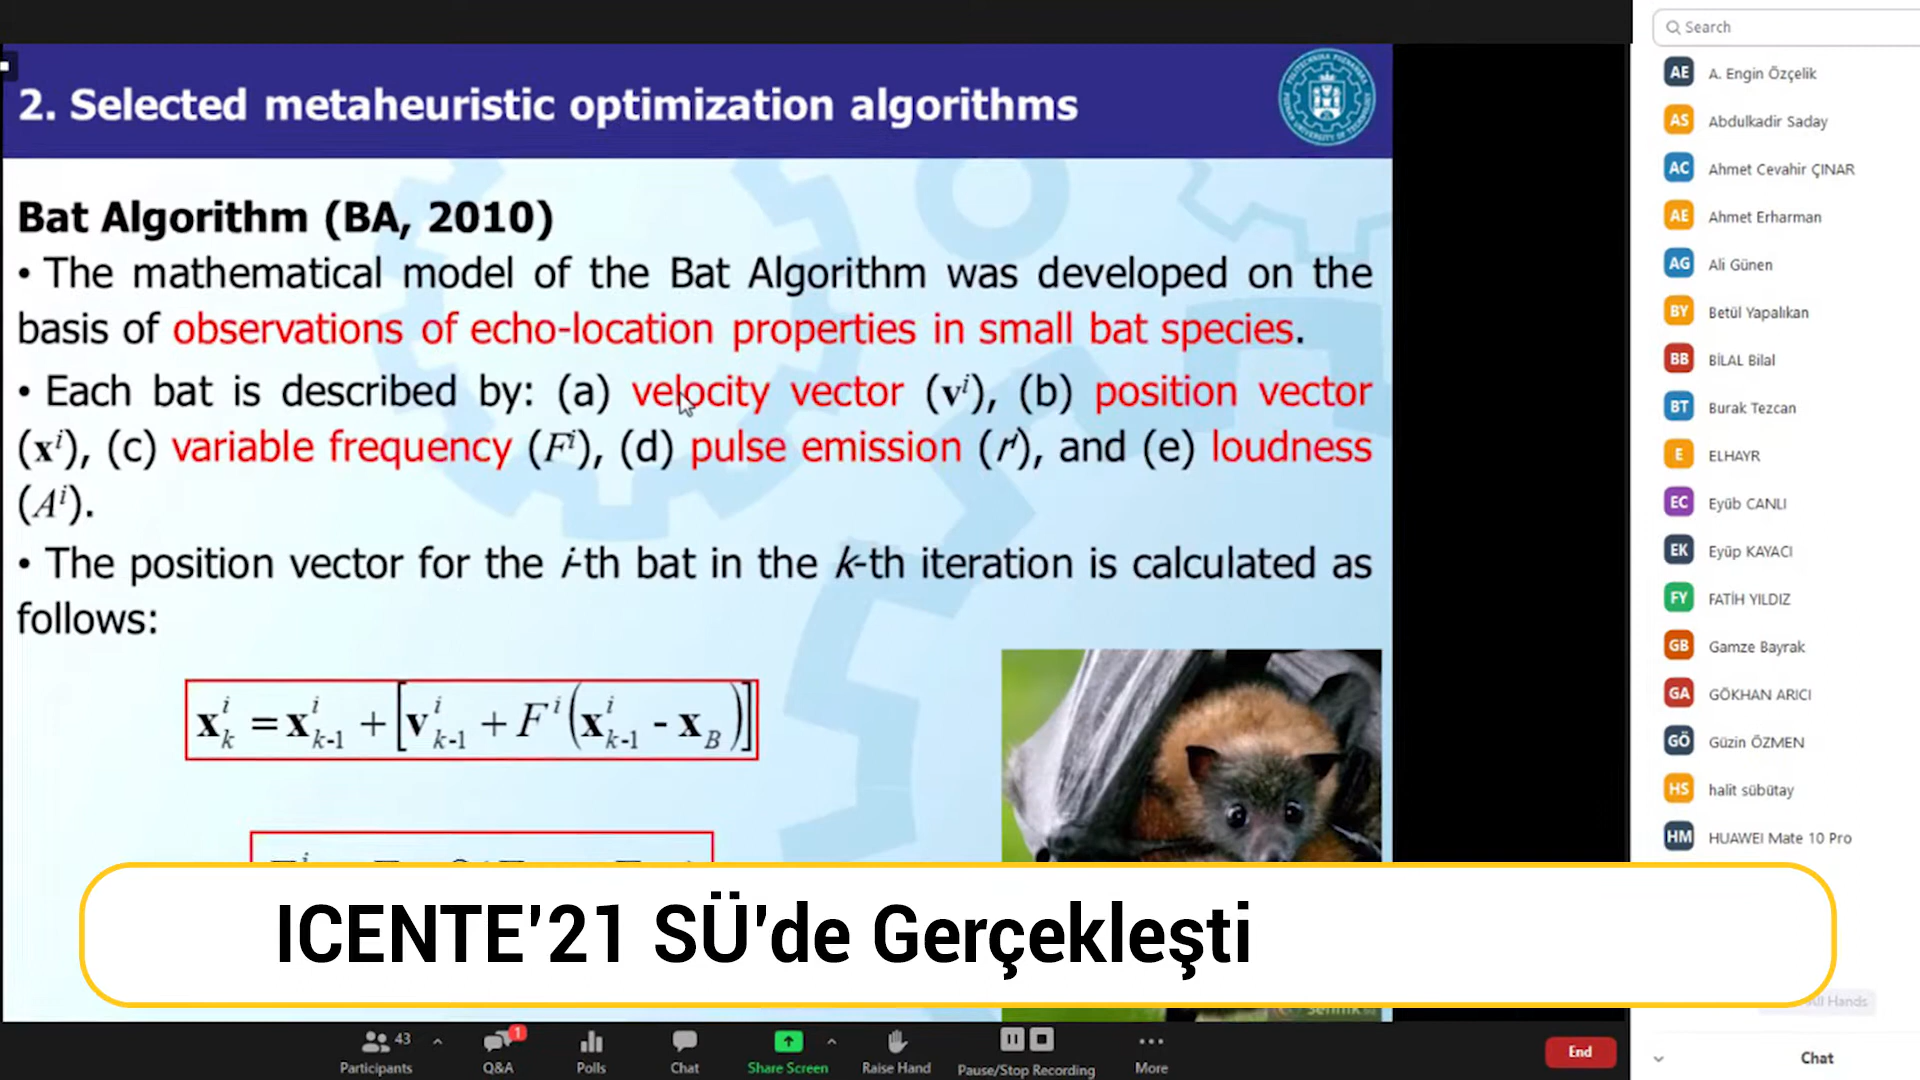 2. Selected metaheuristic optimization algorithms
Bat Algorithm (BA, 2010)
• The mathematical model of the Bat Algorithm was developed on the
basis of observations of echo-location properties in small bat species.
• Each bat is described by: (a) velocity vector (vⁱ), (b) position vector
(xⁱ), (c) variable frequency (Fⁱ), (d) pulse emission (rⁱ), and (e) loudness
(Aⁱ).
• The position vector for the i-th bat in the k-th iteration is calculated as
follows:
x_k^i = x_{k-1}^i + [v_{k-1}^i + F^i (x_{k-1}^i - x_B)]
ICENTE'21 SÜ'de Gerçekleşti
Search
AE A. Engin Özçelik
AS Abdulkadir Saday
AC Ahmet Cevahir ÇINAR
AE Ahmet Erharman
AG Ali Günen
BY Betül Yapalıkan
BB BİLAL Bilal
BT Burak Tezcan
E ELHAYR
EC Eyüb CANLI
EK Eyüp KAYACI
FY FATİH YILDIZ
GB Gamze Bayrak
GA GÖKHAN ARICI
GÖ Güzin ÖZMEN
HS halit sübütay
HM HUAWEI Mate 10 Pro
All Hands
Chat
43
Participants
1
Q&A
Polls
Chat
Share Screen
Raise Hand
Pause/Stop Recording
More
End